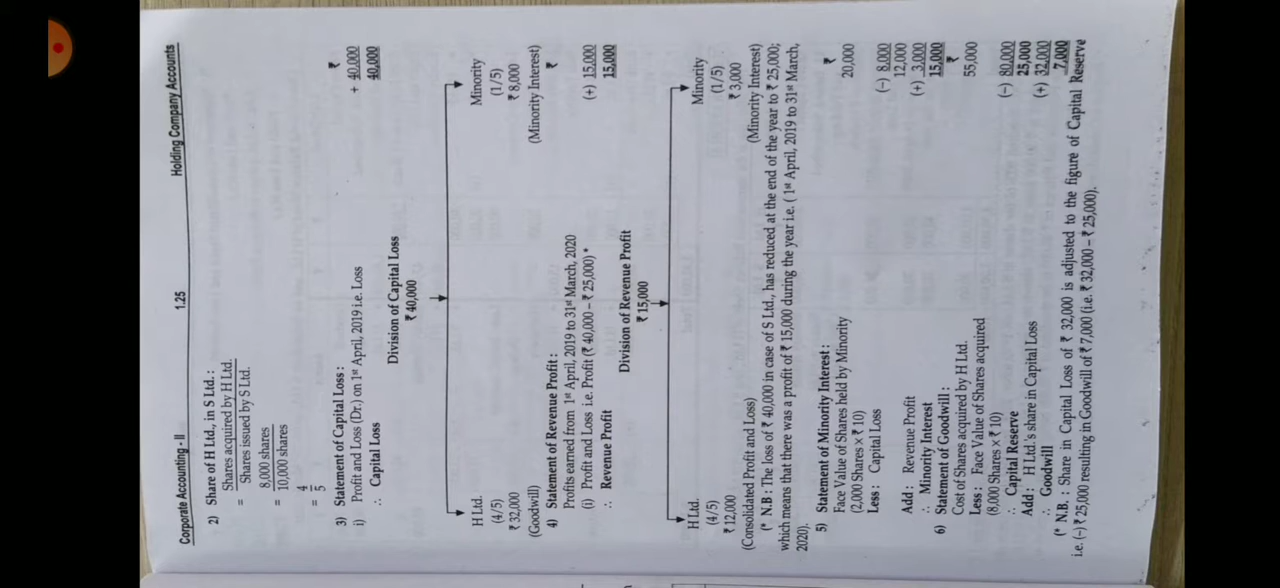 Corporate Accounting - II 1.25 Holding Company Accounts
2) Share of H Ltd., in S Ltd. :
= Shares acquired by H Ltd.
Shares issued by S Ltd.
= 8,000 shares
10,000 shares
= 4
5
3) Statement of Capital Loss : ₹
i) Profit and Loss (Dr.) on 1st April, 2019 i.e. Loss + 40,000
∴ Capital Loss 40,000
Division of Capital Loss
₹ 40,000
H Ltd. Minority
(4/5) (1/5)
₹ 32,000 ₹ 8,000
(Goodwill) (Minority Interest)
4) Statement of Revenue Profit : ₹
Profits earned from 1st April, 2019 to 31st March, 2020
(i) Profit and Loss i.e. Profit (₹ 40,000 – ₹ 25,000) * (+) 15,000
∴ Revenue Profit 15,000
Division of Revenue Profit
₹ 15,000
H Ltd. Minority
(4/5) (1/5)
₹ 12,000 ₹ 3,000
(Consolidated Profit and Loss) (Minority Interest)
(* N.B : The loss of ₹ 40,000 in case of S Ltd., has reduced at the end of the year to ₹ 25,000;
which means that there was a profit of ₹ 15,000 during the year i.e. ( 1st April, 2019 to 31st March,
2020).
5) Statement of Minority Interest : ₹
Face Value of Shares held by Minority
(2,000 Shares x ₹ 10) 20,000
Less : Capital Loss (–) 8,000
12,000
Add : Revenue Profit (+) 3,000
∴ Minority Interest 15,000
6) Statement of Goodwill : ₹
Cost of Shares acquired by H Ltd. 55,000
Less : Face Value of Shares acquired
(8,000 Shares x ₹ 10) (–) 80,000
∴ Capital Reserve 25,000
Add : H Ltd.'s share in Capital Loss (+) 32,000
∴ Goodwill 7,000
(* N.B. : Share in Capital Loss of ₹ 32,000 is adjusted to the figure of Capital Reserve
i.e. (–) ₹ 25,000 resulting in Goodwill of ₹ 7,000 (i.e. ₹ 32,000 – ₹ 25,000).